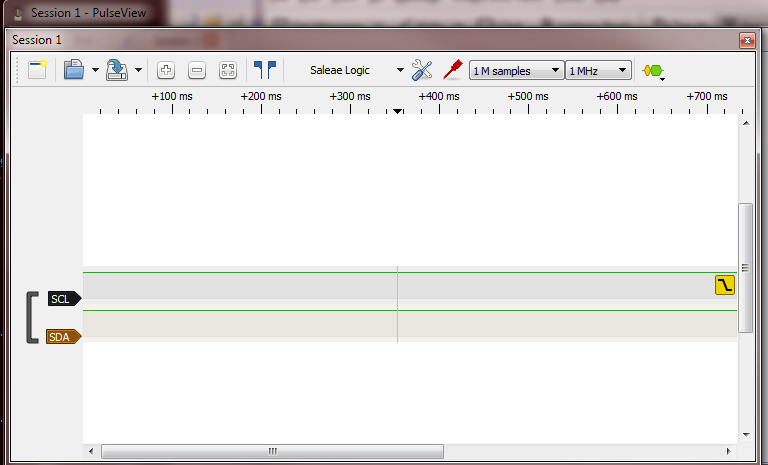 Session 1 - PulseView
Session 1
Saleae Logic 1 M samples 1 MHz
+100 ms +200 ms +300 ms +400 ms +500 ms +600 ms +700 ms
SCL
SDA